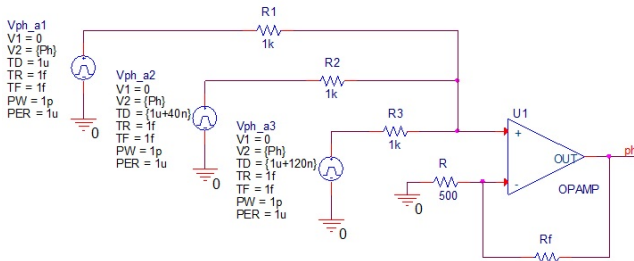 Vph_a1
V1 = 0
V2 = {Ph}
TD = 1u
TR = 1f
TF = 1f
PW = 1p
PER = 1u
0
R1
1k
Vph_a2
V1 = 0
V2 = {Ph}
TD = {1u+40n}
TR = 1f
TF = 1f
PW = 1p
PER = 1u
0
R2
1k
Vph_a3
V1 = 0
V2 = {Ph}
TD = {1u+120n}
TR = 1f
TF = 1f
PW = 1p
PER = 1u
0
R3
1k
U1
+
-
OUT
OPAMP
ph
R
500
0
Rf